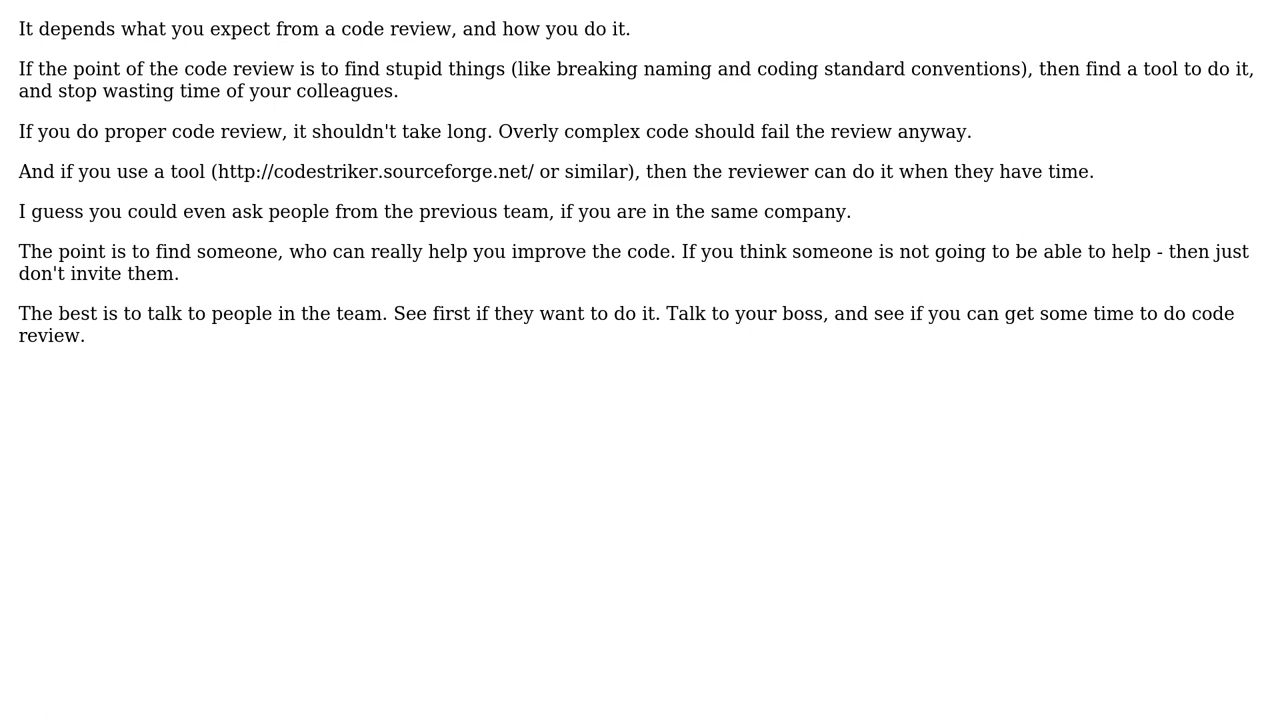 It depends what you expect from a code review, and how you do it.
If the point of the code review is to find stupid things (like breaking naming and coding standard conventions), then find a tool to do it,
and stop wasting time of your colleagues.
If you do proper code review, it shouldn't take long. Overly complex code should fail the review anyway.
And if you use a tool (http://codestriker.sourceforge.net/ or similar), then the reviewer can do it when they have time.
I guess you could even ask people from the previous team, if you are in the same company.
The point is to find someone, who can really help you improve the code. If you think someone is not going to be able to help - then just
don't invite them.
The best is to talk to people in the team. See first if they want to do it. Talk to your boss, and see if you can get some time to do code
review.